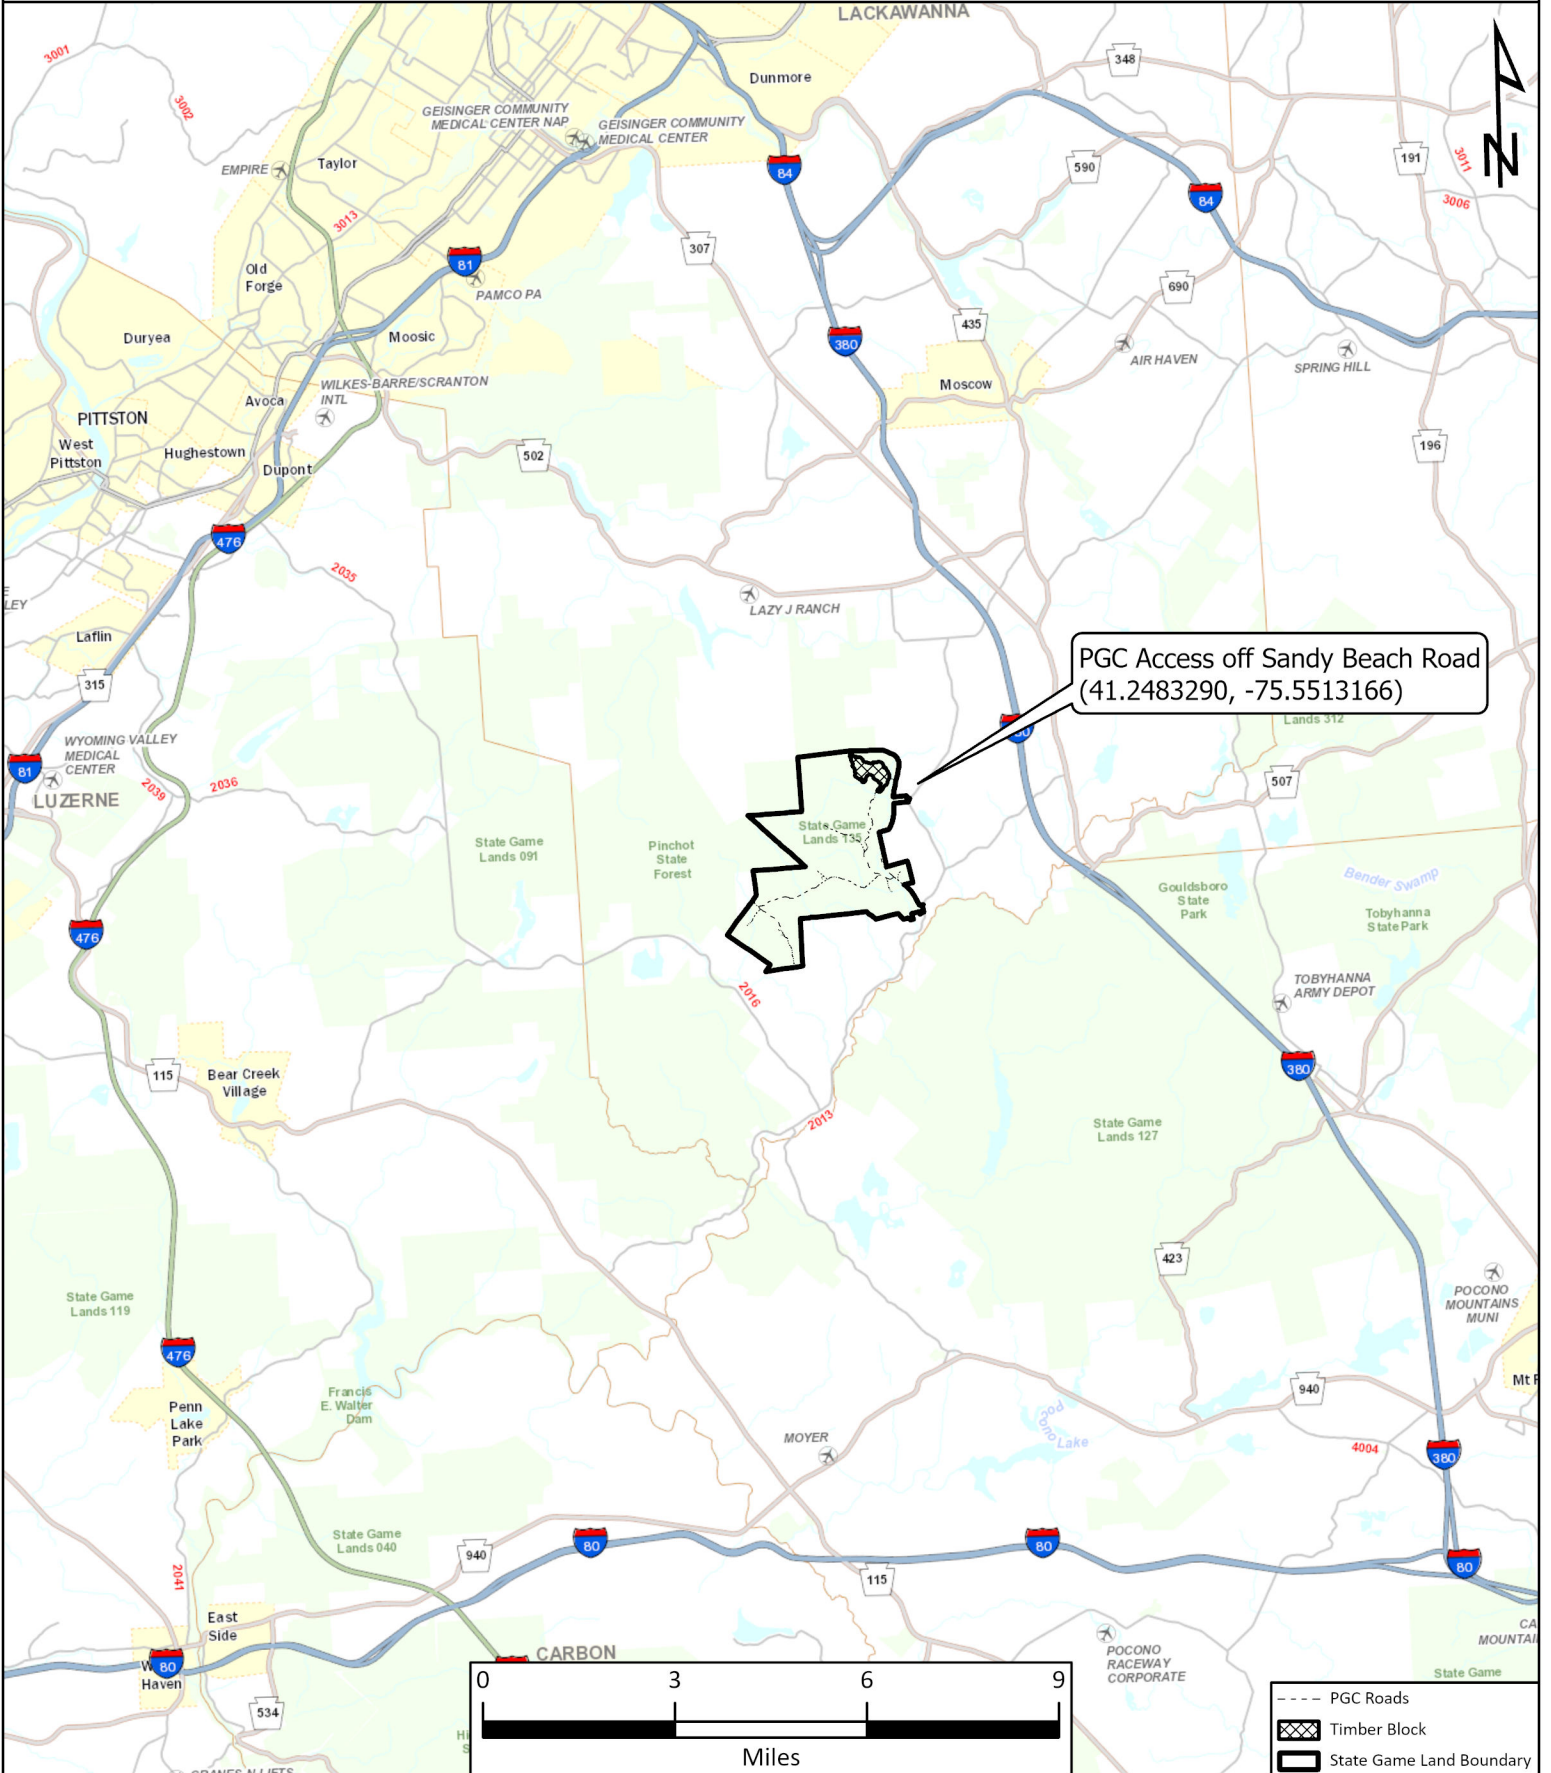 LACKAWANNA
3001
348
Dunmore
3002
GEISINGER COMMUNITY
MEDICAL CENTER NAP
GEISINGER COMMUNITY
MEDICAL CENTER
N
EMPIRE
Taylor
84
590
191
3011
84
3006
3013
307
81
Old
Forge
PAMCO PA
690
435
Duryea
Moosic
380
AIR HAVEN
SPRING HILL
WILKES-BARRE/SCRANTON
INTL
Moscow
Avoca
PITTSTON
West
Pittston
Hughestown
Dupont
502
196
476
2035
LEY
LAZY J RANCH
Laflin
315
PGC Access off Sandy Beach Road
(41.2483290, -75.5513166)
Lands 312
WYOMING VALLEY
MEDICAL
CENTER
81
LUZERNE
2039
2036
507
State Game
Lands 135
State Game
Lands 091
Pinchot
State
Forest
Gouldsboro
State
Park
Bender Swamp
Tobyhanna
State Park
476
2016
TOBYHANNA
ARMY DEPOT
115
Bear Creek
Village
380
2013
State Game
Lands 127
423
State Game
Lands 119
POCONO
MOUNTAINS
MUNI
476
Penn
Lake
Park
Francis
E. Walter
Dam
940
Mt
MOYER
Lake
4004
380
State Game
Lands 040
940
80
80
80
2041
115
East
Side
80
Haven
CARBON
POCONO
RACEWAY
CORPORATE
CA
MOUNTAI
State Game
534
0 3 6 9
Miles
PGC Roads
Timber Block
State Game Land Boundary